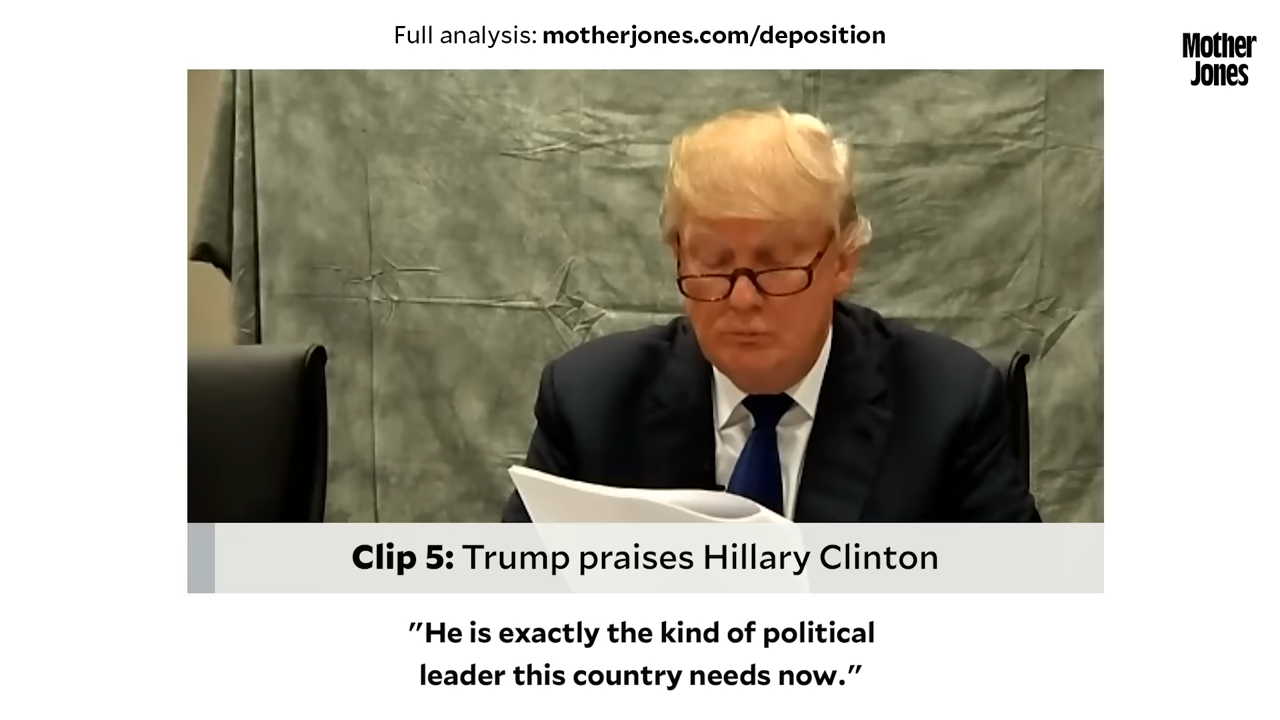 Full analysis: motherjones.com/deposition
Mother
Jones
Clip 5: Trump praises Hillary Clinton
"He is exactly the kind of political
leader this country needs now."